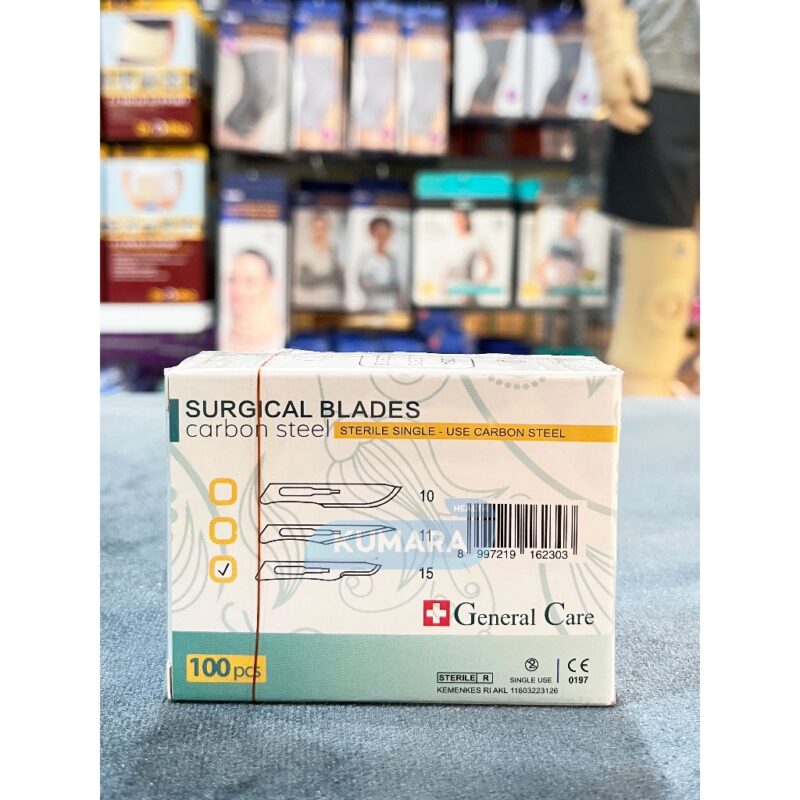 SURGICAL BLADES
carbon steel STERILE SINGLE - USE CARBON STEEL
10
HEALTH
11
KUMARA
8 997219 162303
15
General Care
100 pcs
STERILE R
SINGLE USE
CE
0197
KEMENKES RI AKL 11603223126